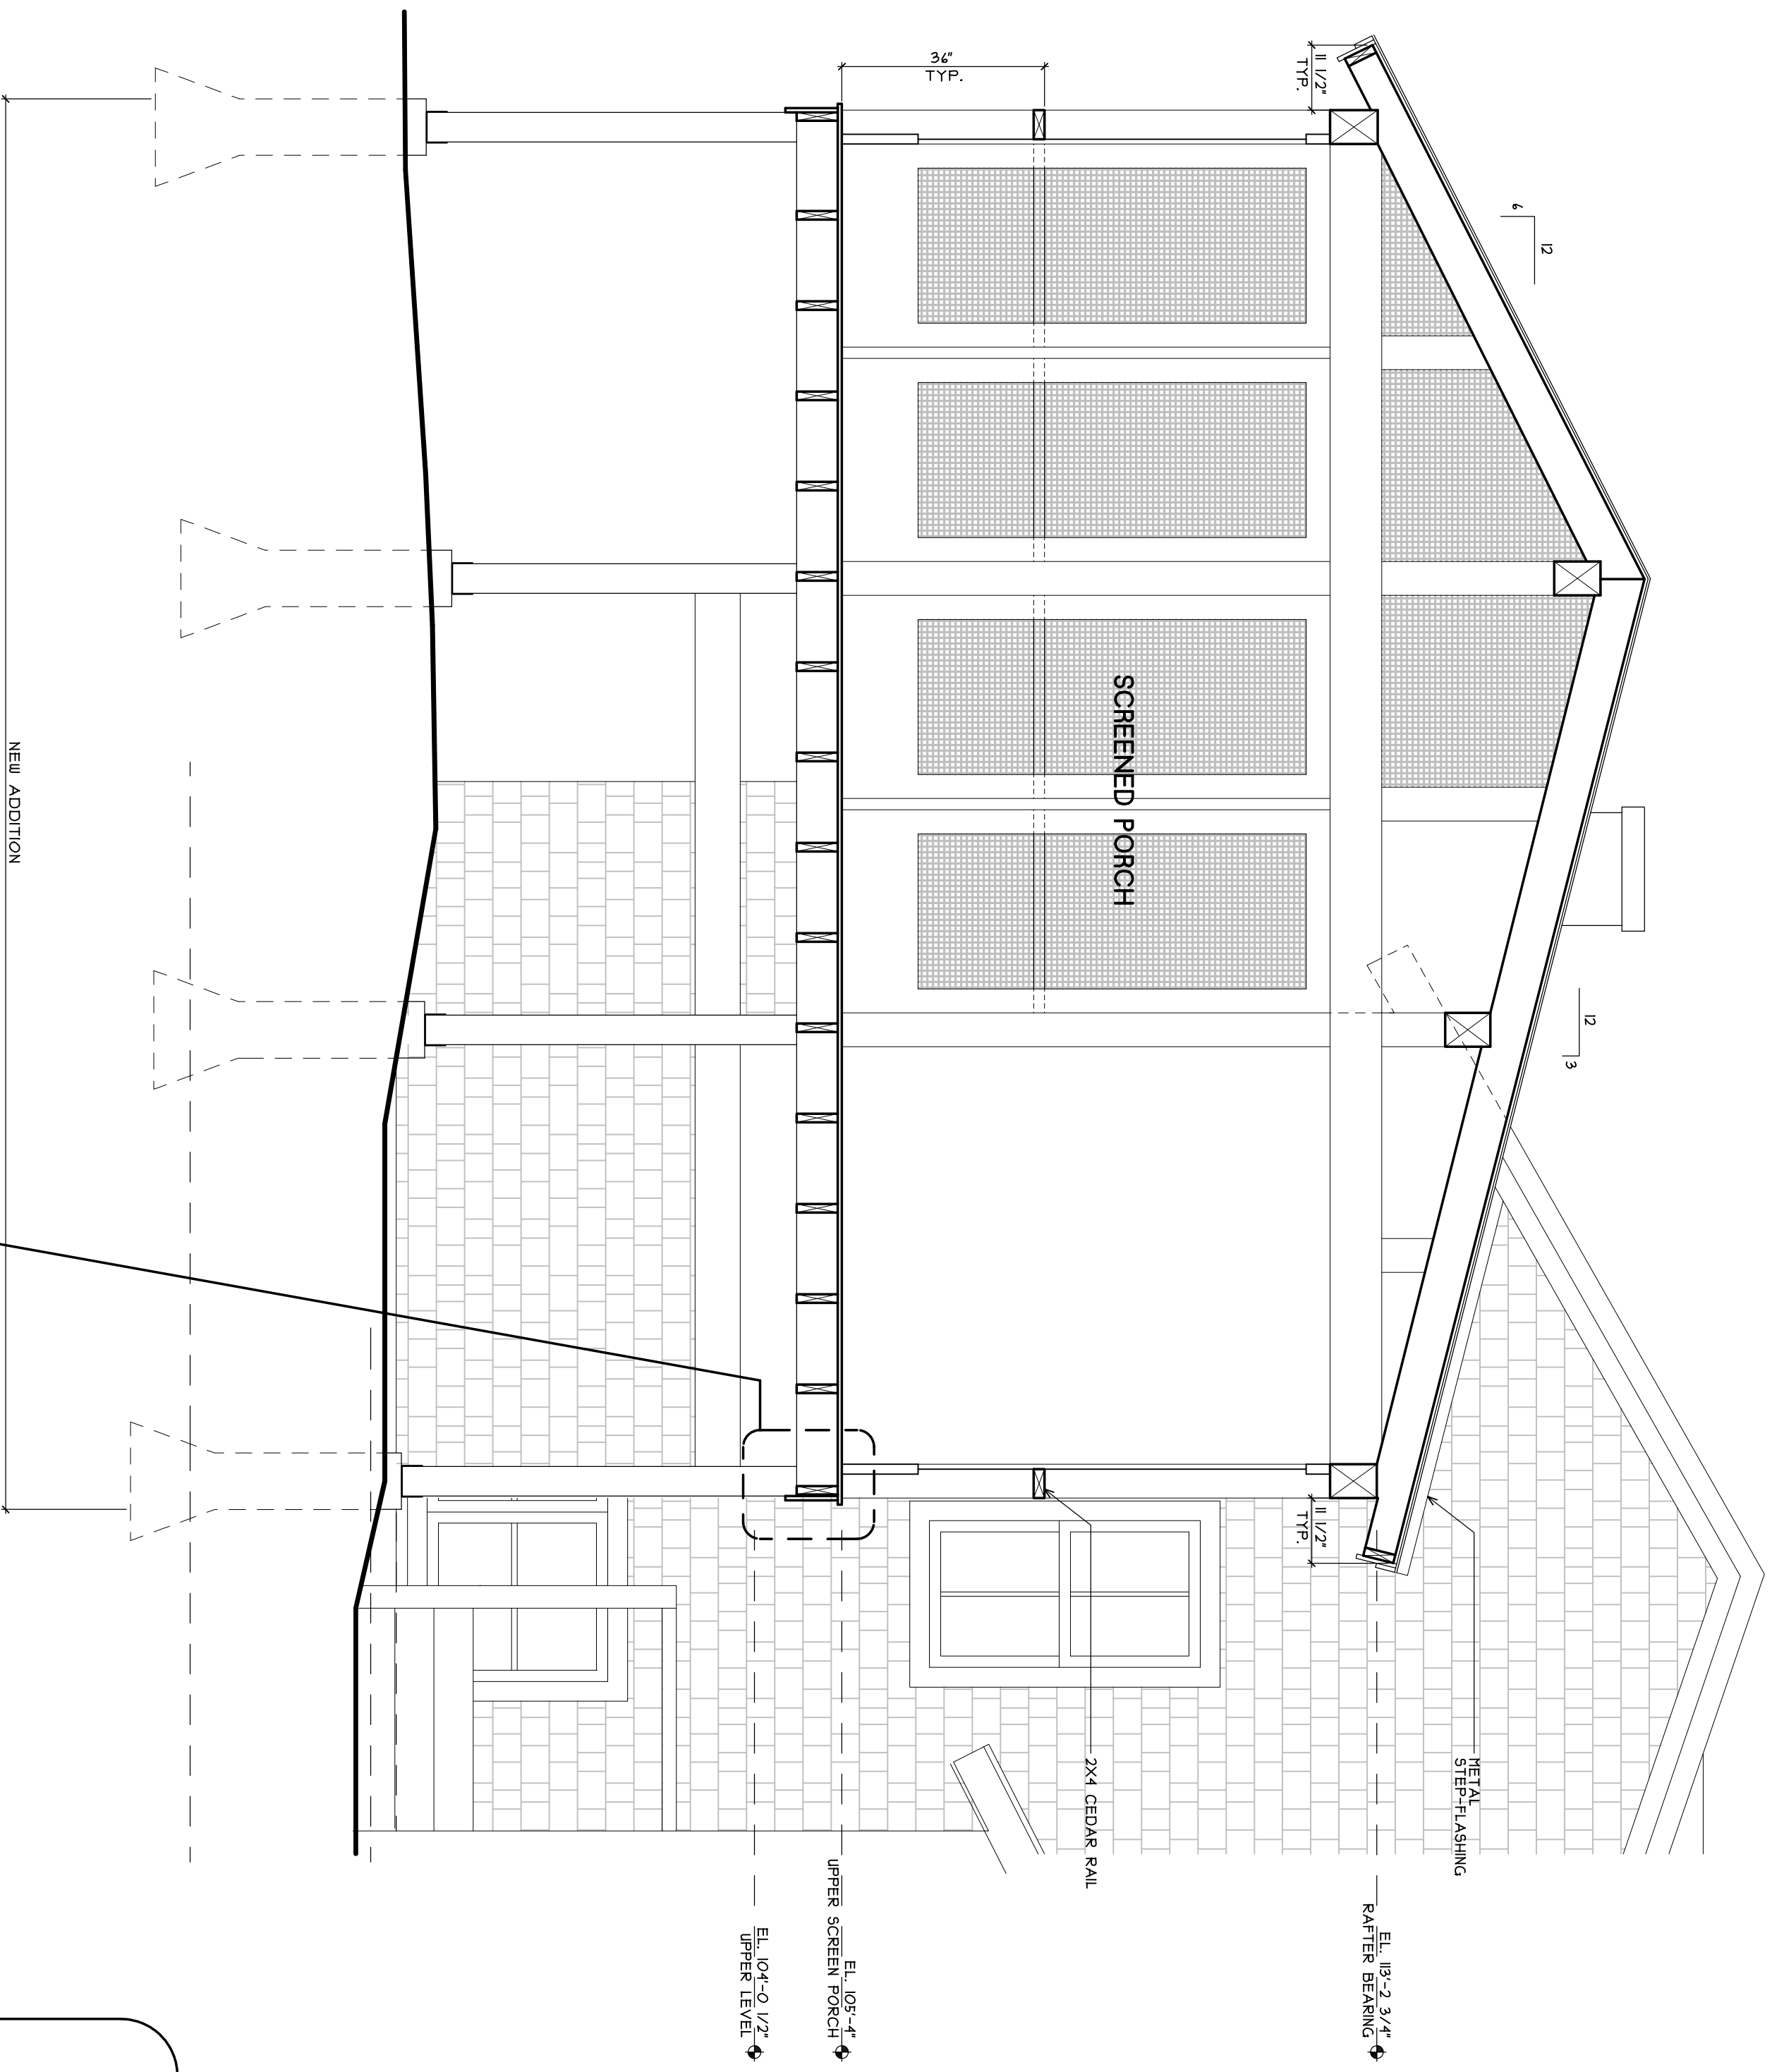 12
3
12
6
METAL
STEP-FLASHING
EL. 113'-2 3/4"
RAFTER BEARING
11 1/2"
TYP.
11 1/2"
TYP.
SCREENED PORCH
2X4 CEDAR RAIL
36"
TYP.
EL. 105'-4"
UPPER SCREEN PORCH
EL. 104'-0 1/2"
UPPER LEVEL
NEW ADDITION